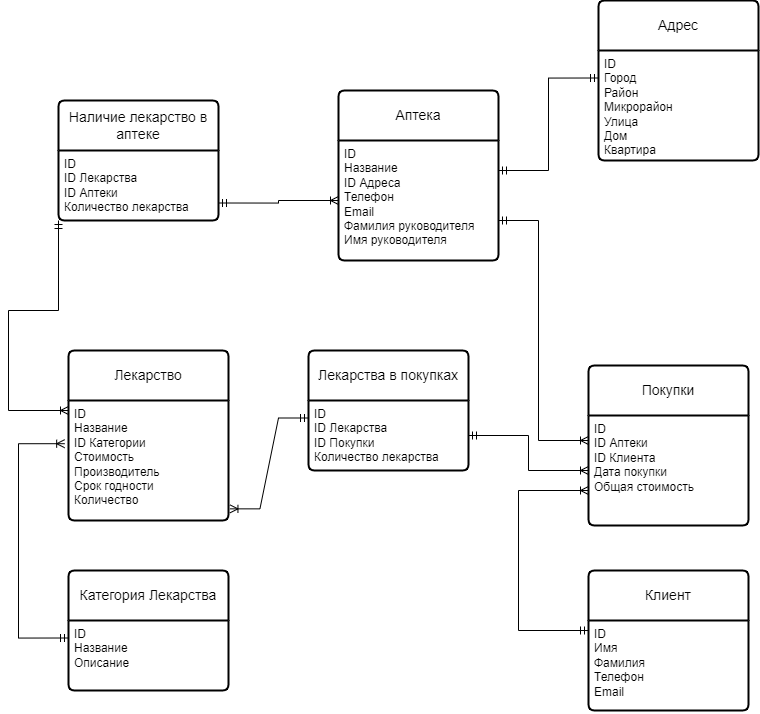 Адрес
ID
Город
Район
Микрорайон
Улица
Дом
Квартира
Наличие лекарство в
аптеке
ID
ID Лекарства
ID Аптеки
Количество лекарства
Аптека
ID
Название
ID Адреса
Телефон
Email
Фамилия руководителя
Имя руководителя
Лекарство
ID
Название
ID Категории
Стоимость
Производитель
Срок годности
Количество
Лекарства в покупках
ID
ID Лекарства
ID Покупки
Количество лекарства
Покупки
ID
ID Аптеки
ID Клиента
Дата покупки
Общая стоимость
Категория Лекарства
ID
Название
Описание
Клиент
ID
Имя
Фамилия
Телефон
Email